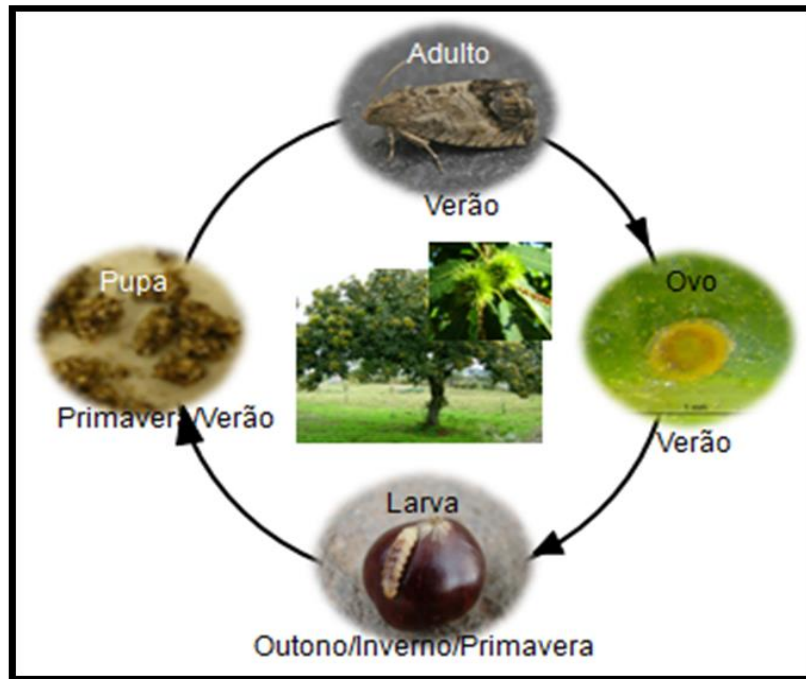 Adulto
Verão
Ovo
Verão
Larva
Outono/Inverno/Primavera
Pupa
Primavera/Verão